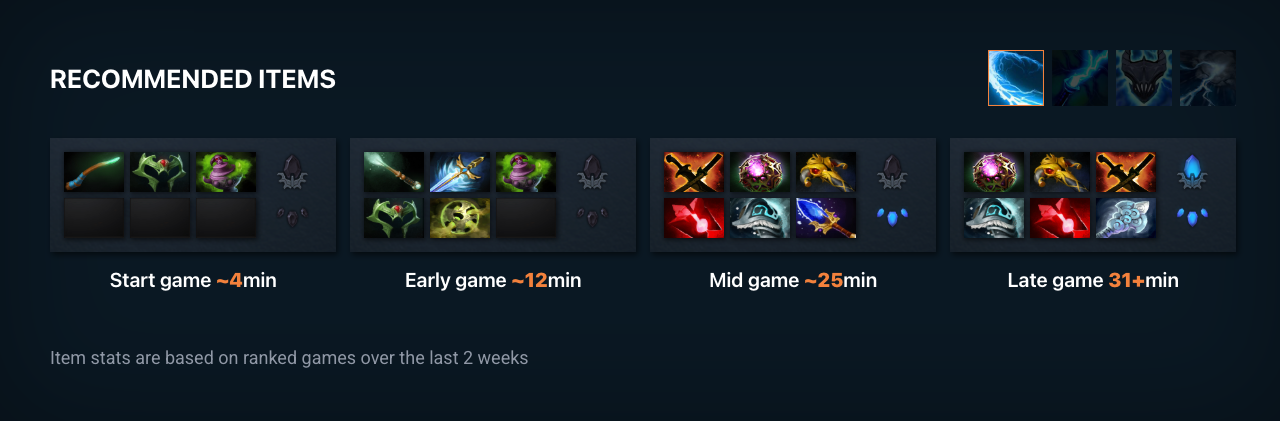 RECOMMENDED ITEMS
Start game ~4min
Early game ~12min
Mid game ~25min
Late game 31+min
Item stats are based on ranked games over the last 2 weeks